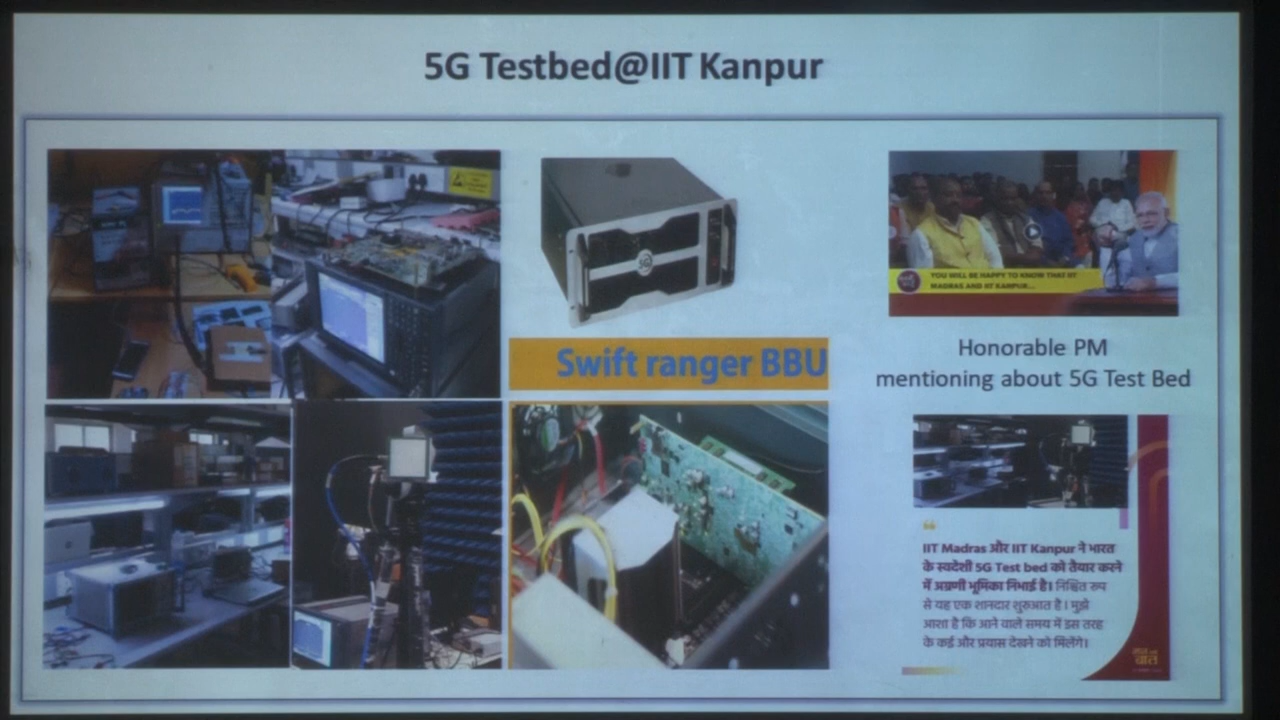 5G Testbed@IIT Kanpur
Swift ranger BBU
YOU WILL BE HAPPY TO KNOW THAT IIT
MADRAS AND IIT KANPUR...
Honorable PM
mentioning about 5G Test Bed
IIT Madras और IIT Kanpur ने भारत
के स्वदेशी 5G Test bed को तैयार करने
में अग्रणी भूमिका निभाई है। निश्चित रूप
से यह एक शानदार शुरुआत है। मुझे
आशा है कि आने वाले समय में इस तरह
के कई और प्रयास देखने को मिलेंगे।
मन की
बात